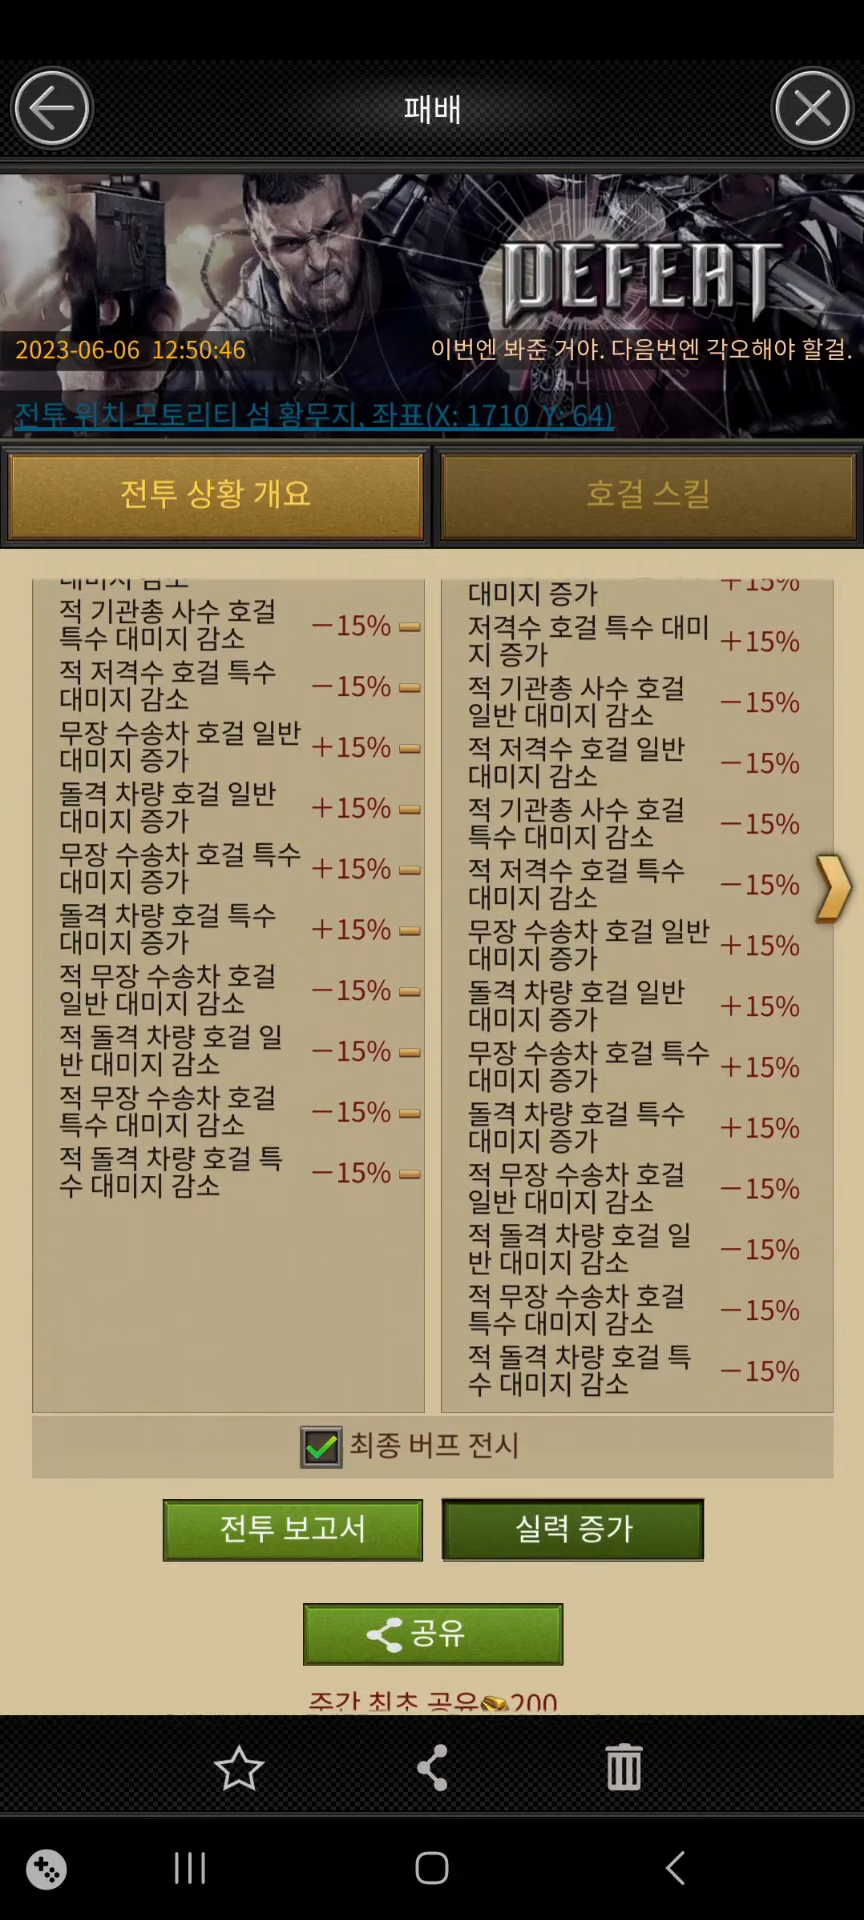 패배
DEFEAT
2023-06-06 12:50:46
이번엔 봐준 거야. 다음번엔 각오해야 할걸.
전투 위치 모토리티 섬 황무지, 좌표(X: 1710 Y: 64)
전투 상황 개요
호걸 스킬
대미지 감소
적 기관총 사수 호걸
특수 대미지 감소
-15%
적 저격수 호걸 특수
대미지 감소
-15%
무장 수송차 호걸 일반
대미지 증가
+15%
돌격 차량 호걸 일반
대미지 증가
+15%
무장 수송차 호걸 특수
대미지 증가
+15%
돌격 차량 호걸 특수
대미지 증가
+15%
적 무장 수송차 호걸
일반 대미지 감소
-15%
적 돌격 차량 호걸 일
반 대미지 감소
-15%
적 무장 수송차 호걸
특수 대미지 감소
-15%
적 돌격 차량 호걸 특
수 대미지 감소
-15%
대미지 증가
+15%
저격수 호걸 특수 대미
지 증가
+15%
적 기관총 사수 호걸
일반 대미지 감소
-15%
적 저격수 호걸 일반
대미지 감소
-15%
적 기관총 사수 호걸
특수 대미지 감소
-15%
적 저격수 호걸 특수
대미지 감소
-15%
무장 수송차 호걸 일반
대미지 증가
+15%
돌격 차량 호걸 일반
대미지 증가
+15%
무장 수송차 호걸 특수
대미지 증가
+15%
돌격 차량 호걸 특수
대미지 증가
+15%
적 무장 수송차 호걸
일반 대미지 감소
-15%
적 돌격 차량 호걸 일
반 대미지 감소
-15%
적 무장 수송차 호걸
특수 대미지 감소
-15%
적 돌격 차량 호걸 특
수 대미지 감소
-15%
최종 버프 전시
전투 보고서
실력 증가
공유
주간 최초 공유 200